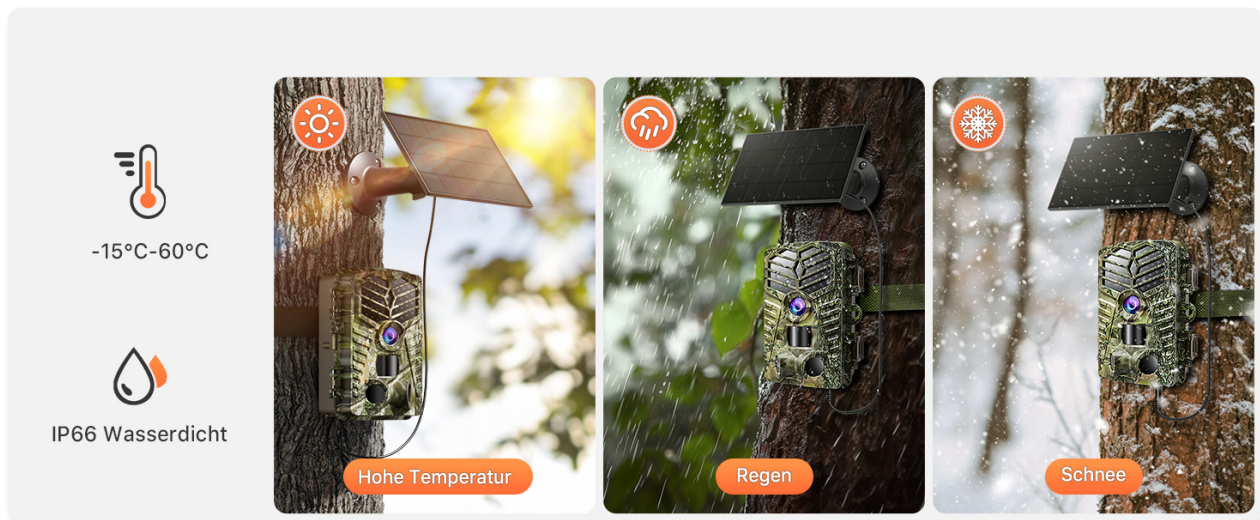 -15°C-60°C
IP66 Wasserdicht
Hohe Temperatur
Regen
Schnee